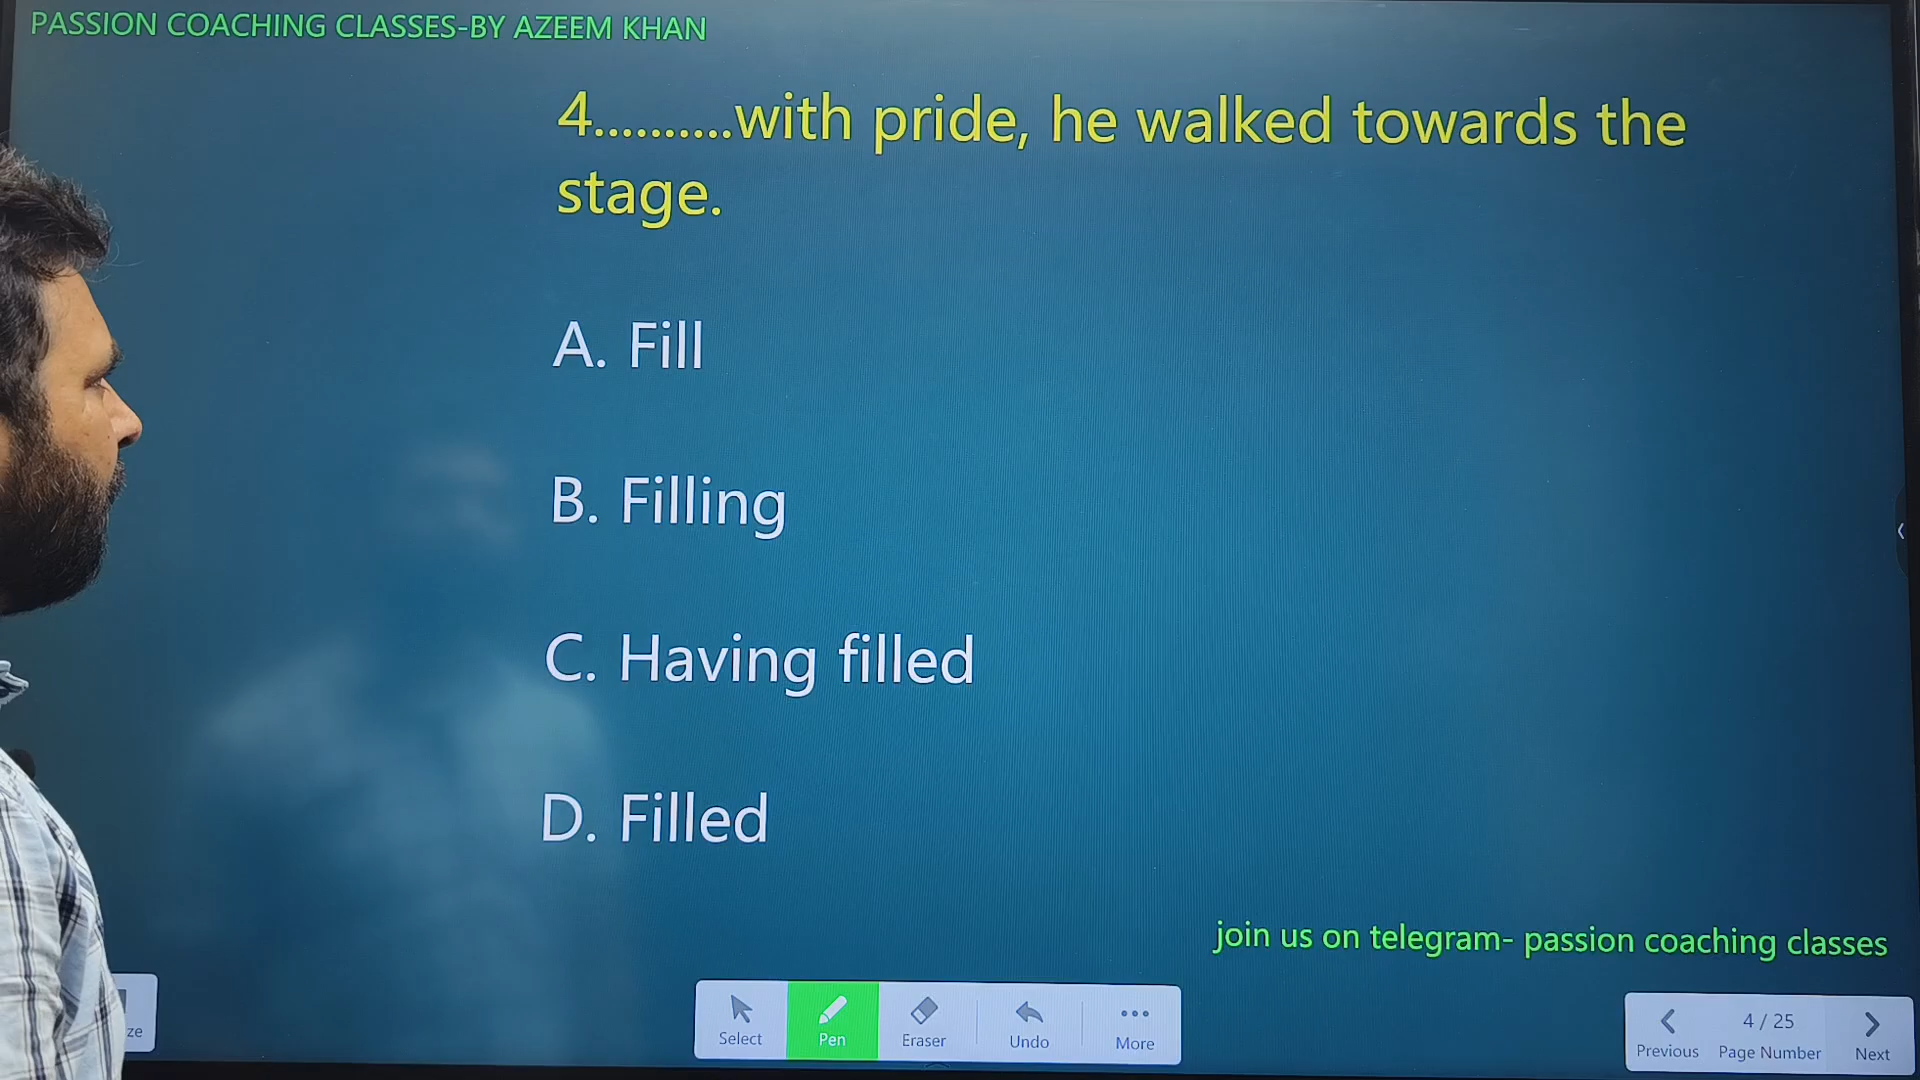 PASSION COACHING CLASSES-BY AZEEM KHAN
4..........with pride, he walked towards the
stage.
A. Fill
B. Filling
C. Having filled
D. Filled
join us on telegram- passion coaching classes
ze
Select
Pen
Eraser
Undo
More
Previous
4 / 25
Page Number
Next